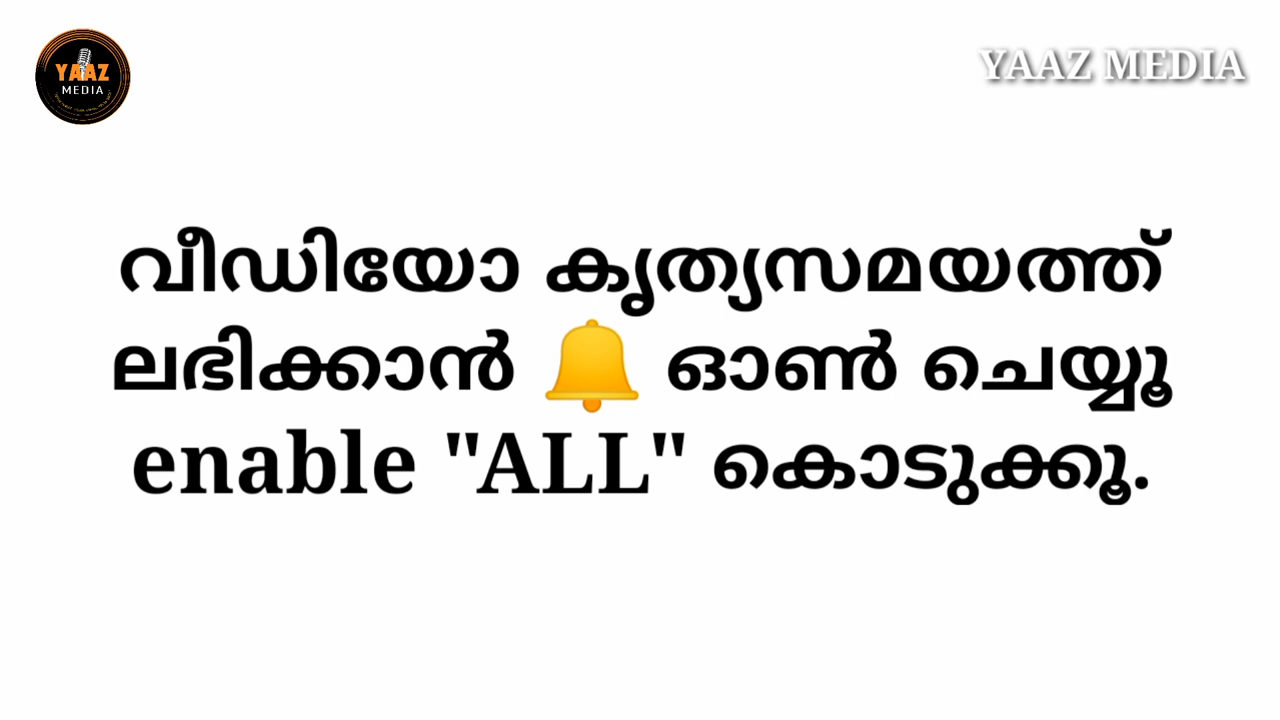 YAAZ
MEDIA
YAAZ MEDIA
വീഡിയോ കൃത്യസമയത്ത്
ലഭിക്കാൻ 🔔 ഓൺ ചെയ്യൂ
enable "ALL" കൊടുക്കൂ.